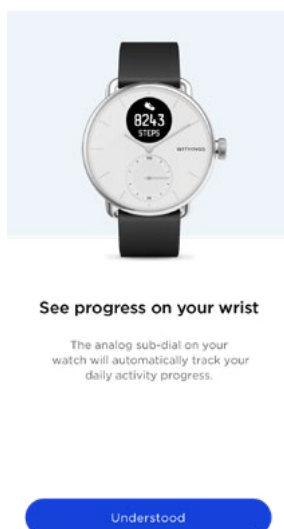 8243
STEPS
WITHINGS
See progress on your wrist
The analog sub-dial on your
watch will automatically track your
daily activity progress.
Understood